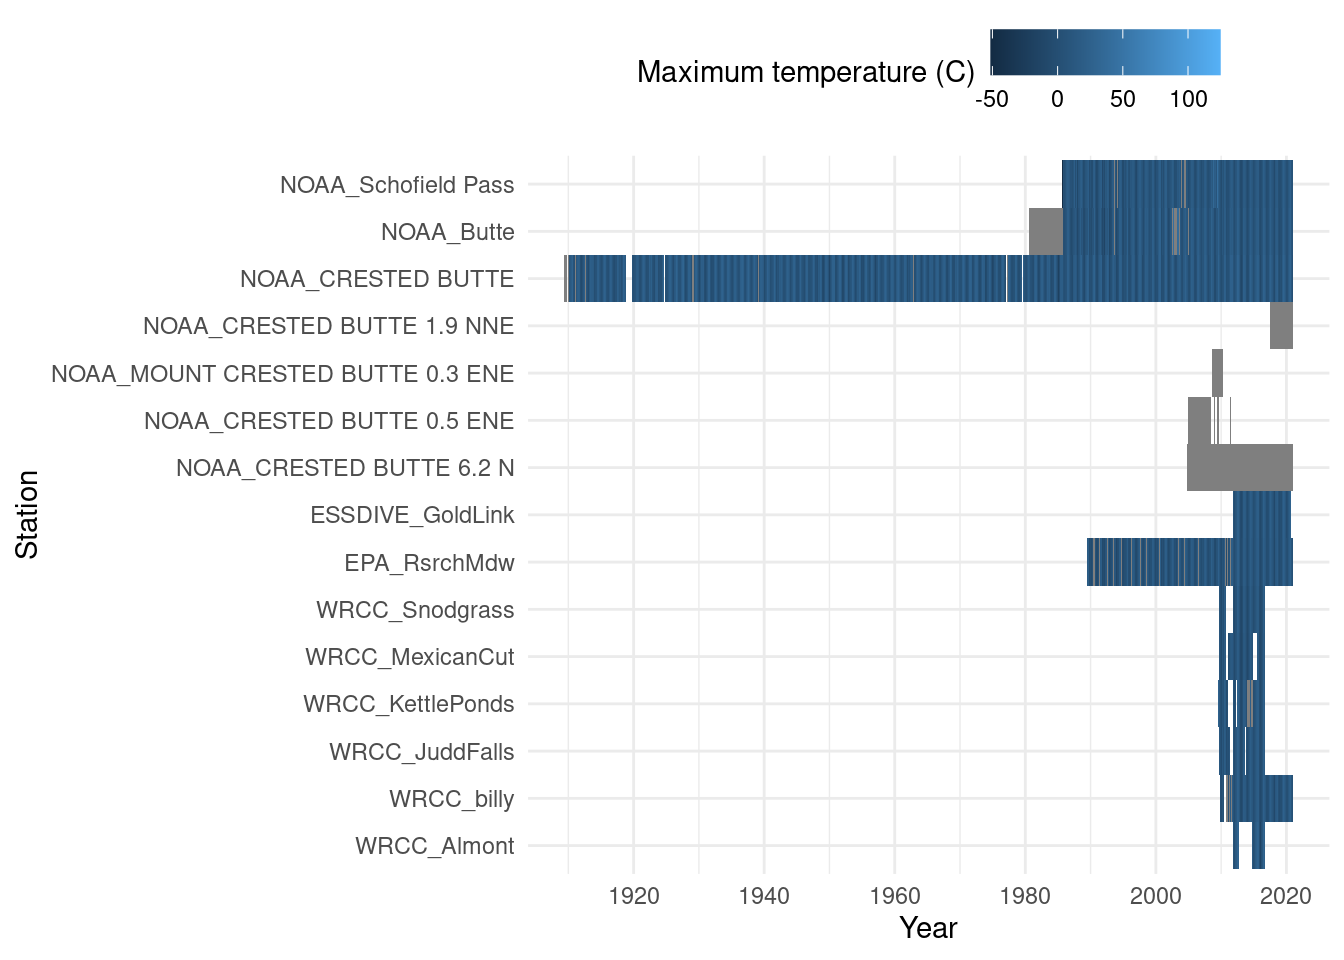 Maximum temperature (C)
-50 0 50 100
NOAA_Schofield Pass
NOAA_Butte
NOAA_CRESTED BUTTE
NOAA_CRESTED BUTTE 1.9 NNE
NOAA_MOUNT CRESTED BUTTE 0.3 ENE
NOAA_CRESTED BUTTE 0.5 ENE
NOAA_CRESTED BUTTE 6.2 N
ESSDIVE_GoldLink
EPA_RsrchMdw
WRCC_Snodgrass
WRCC_MexicanCut
WRCC_KettlePonds
WRCC_JuddFalls
WRCC_billy
WRCC_Almont
Station
1920 1940 1960 1980 2000 2020
Year